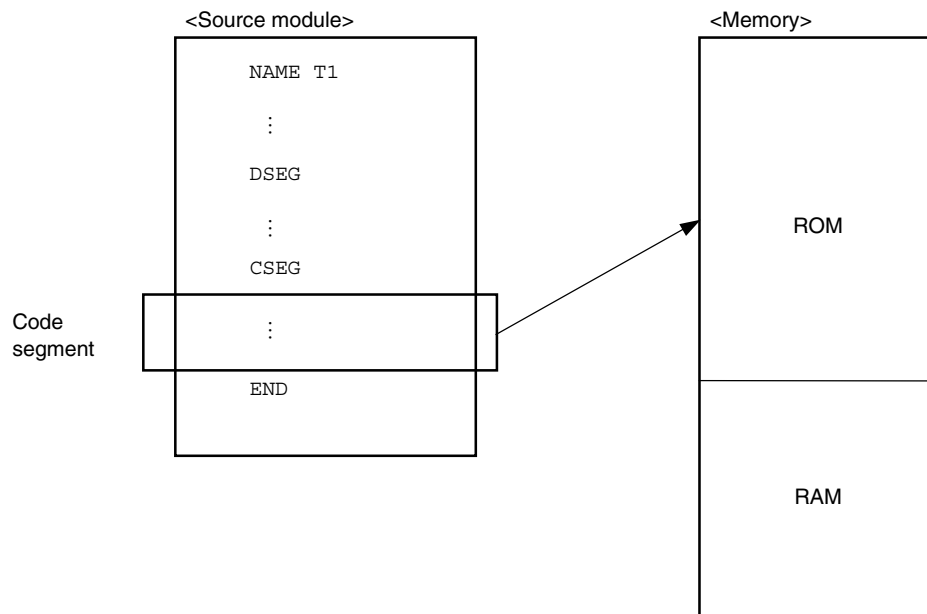 <Source module>
NAME T1
⋮
DSEG
⋮
CSEG
⋮
END
Code
segment
<Memory>
ROM
RAM